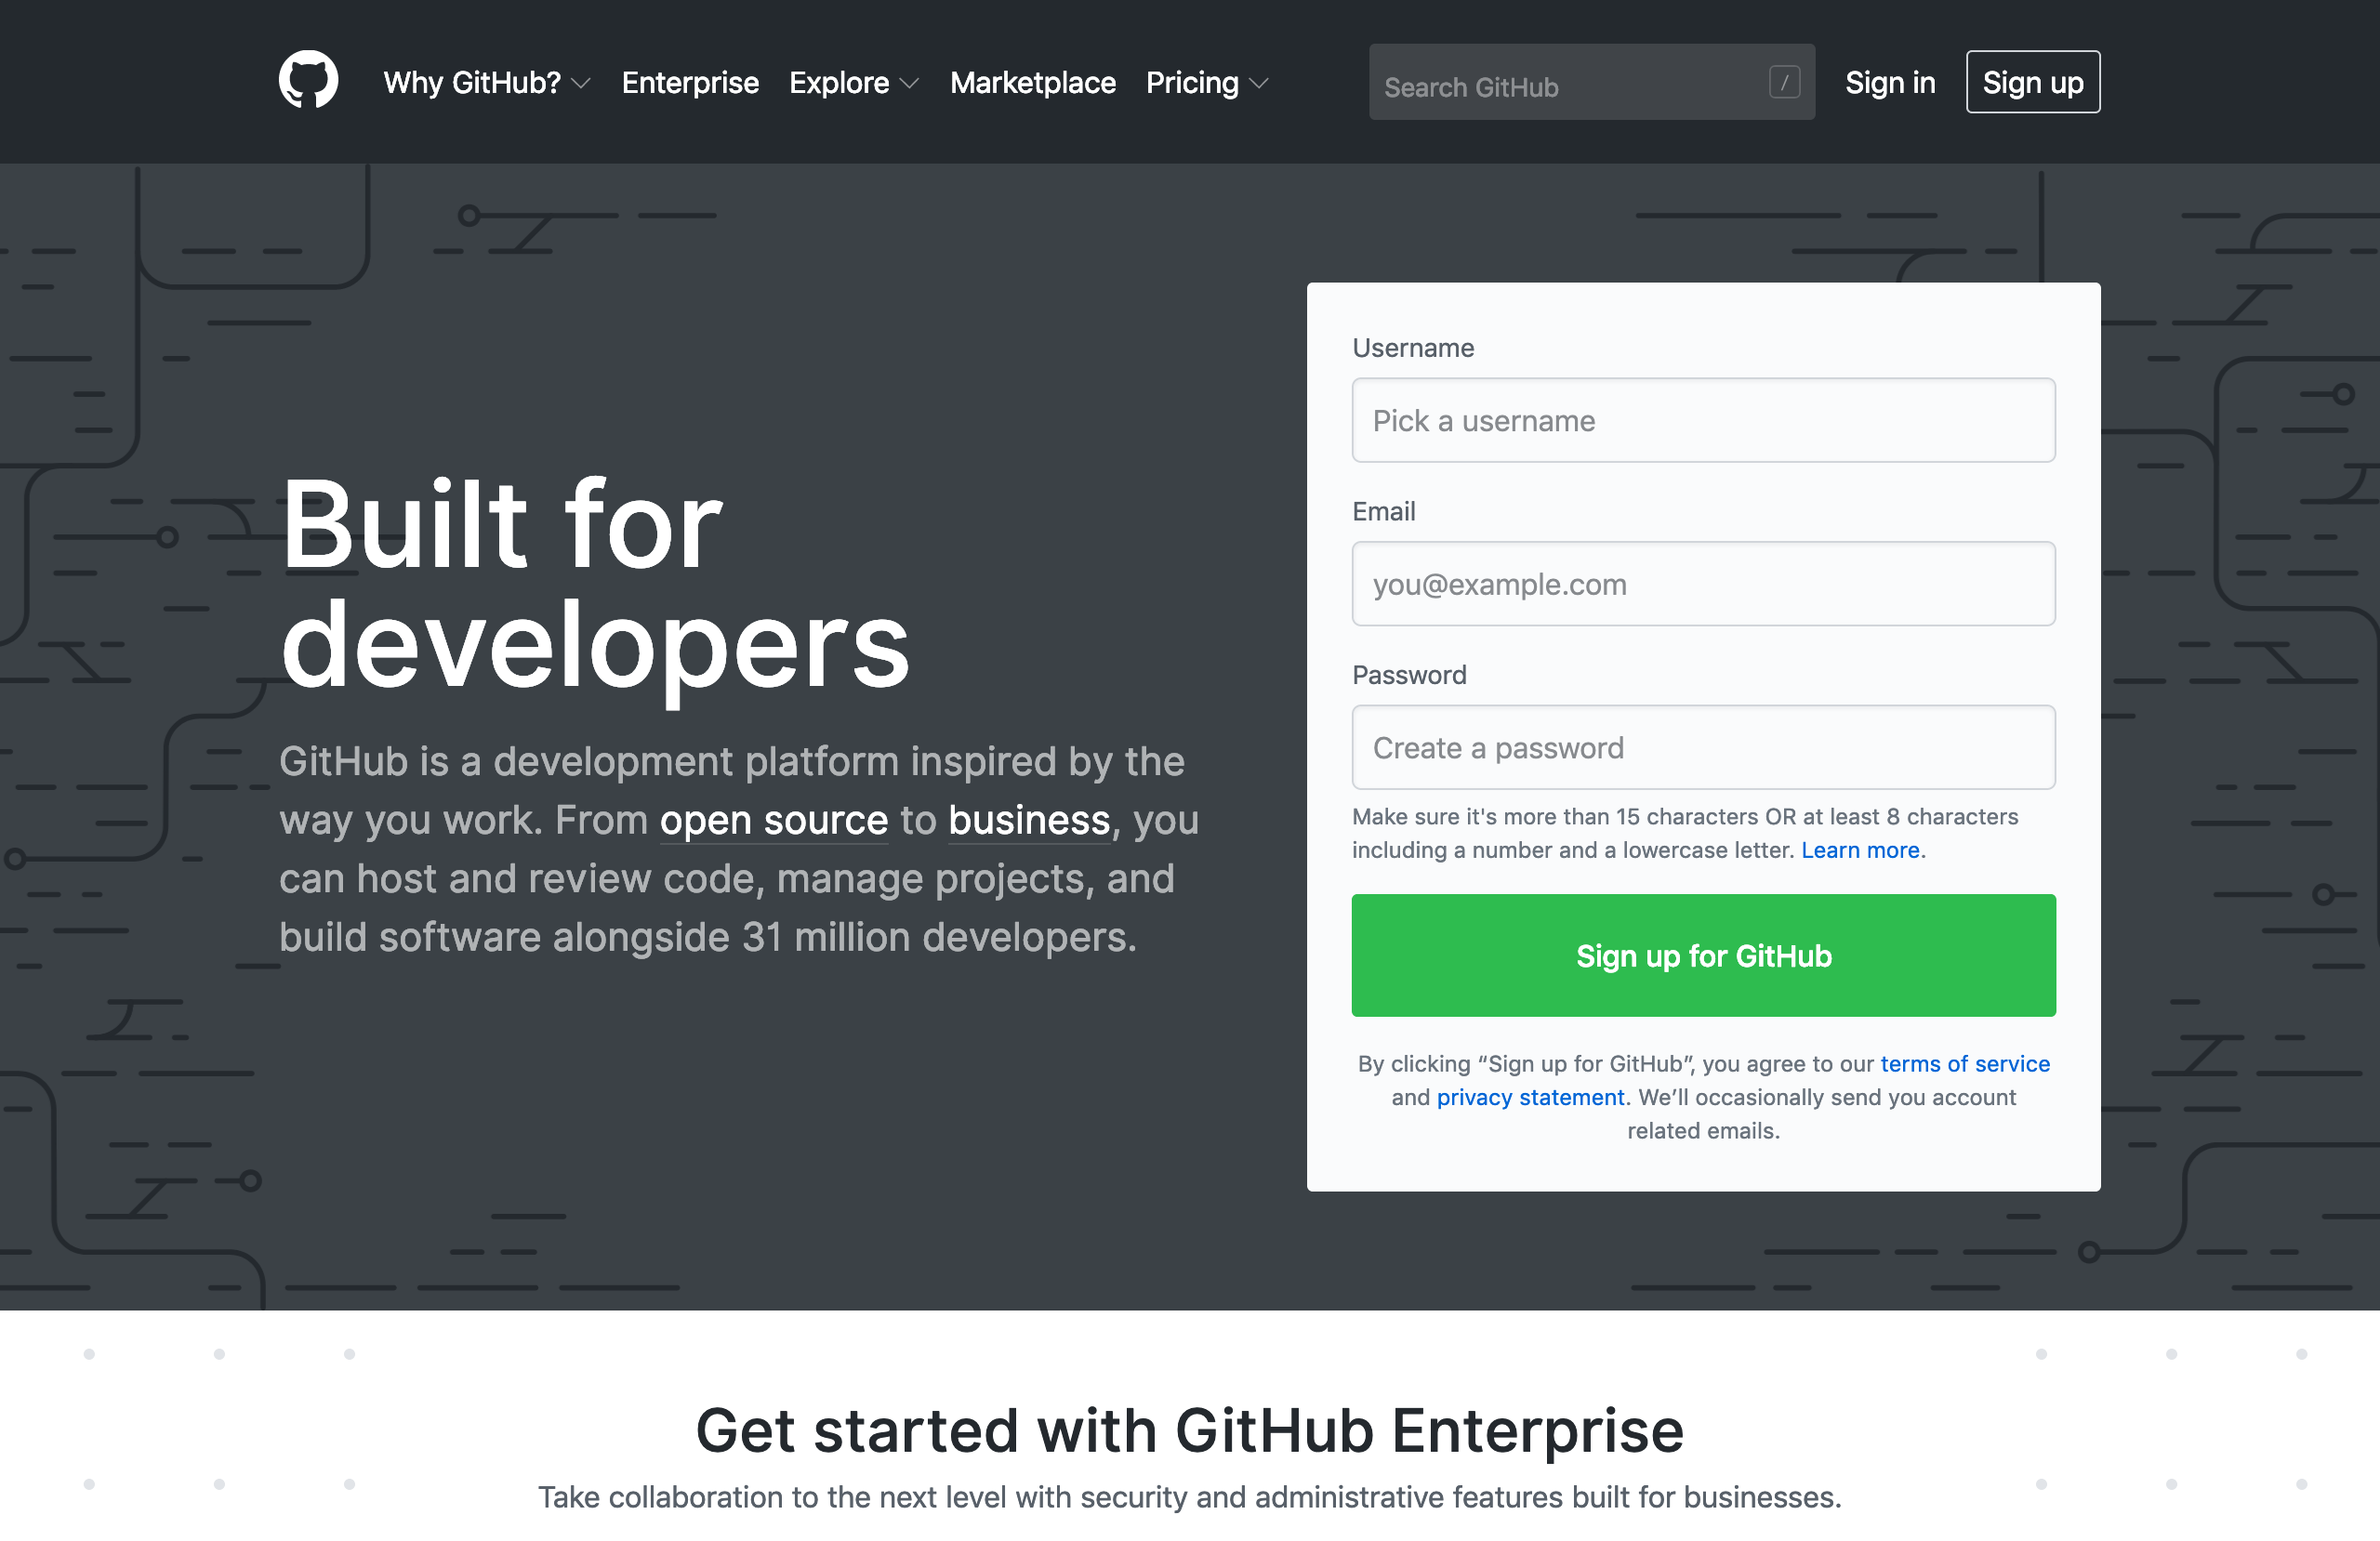 Why GitHub? Enterprise Explore Marketplace Pricing Search GitHub / Sign in Sign up
Built for
developers
GitHub is a development platform inspired by the
way you work. From open source to business, you
can host and review code, manage projects, and
build software alongside 31 million developers.
Username
Pick a username
Email
you@example.com
Password
Create a password
Make sure it's more than 15 characters OR at least 8 characters
including a number and a lowercase letter. Learn more.
Sign up for GitHub
By clicking “Sign up for GitHub”, you agree to our terms of service
and privacy statement. We’ll occasionally send you account
related emails.
Get started with GitHub Enterprise
Take collaboration to the next level with security and administrative features built for businesses.